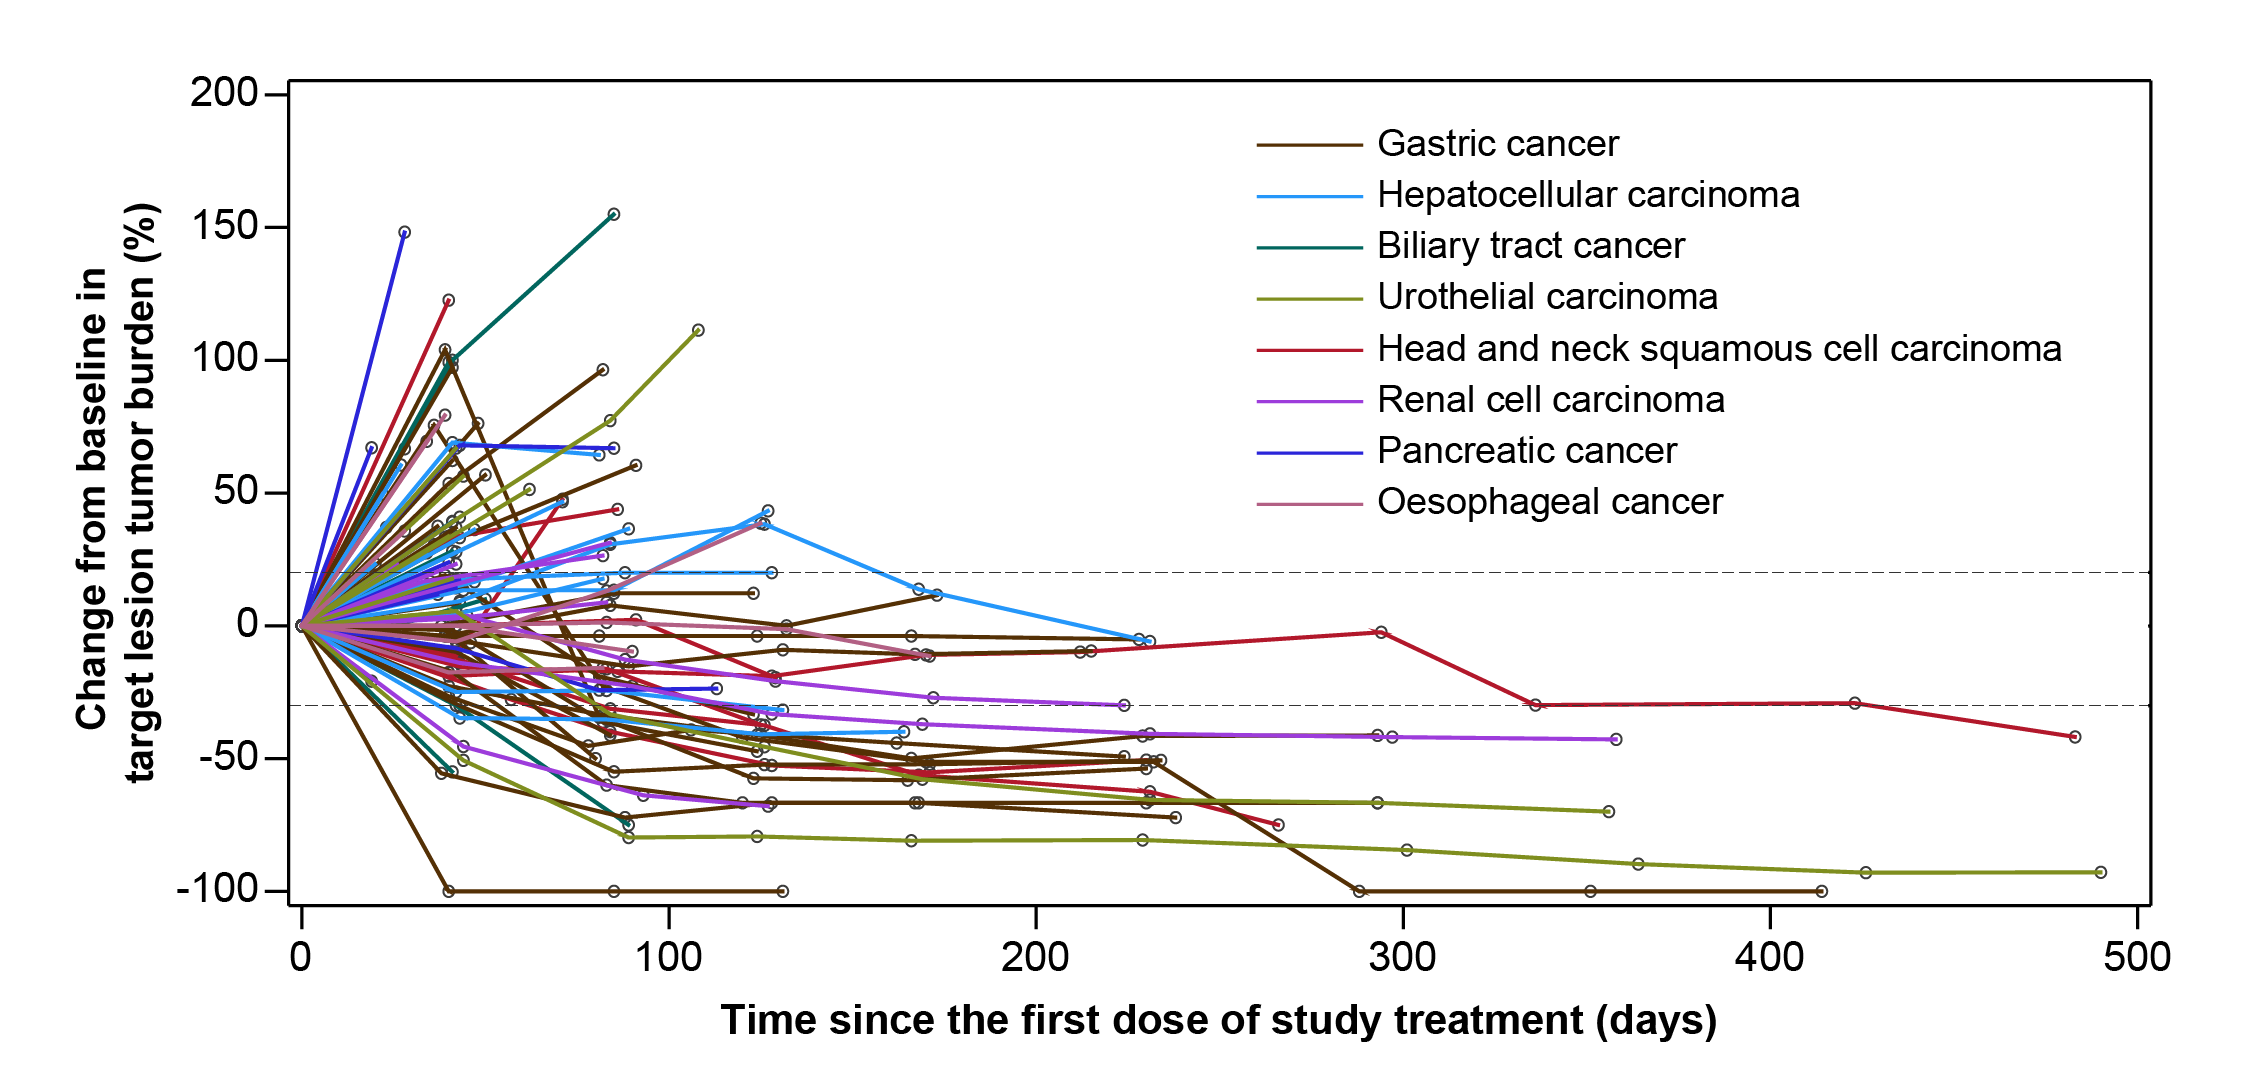 200
150
100
50
0
-50
-100
Change from baseline in
target lesion tumor burden (%)
Gastric cancer
Hepatocellular carcinoma
Biliary tract cancer
Urothelial carcinoma
Head and neck squamous cell carcinoma
Renal cell carcinoma
Pancreatic cancer
Oesophageal cancer
0 100 200 300 400 500
Time since the first dose of study treatment (days)